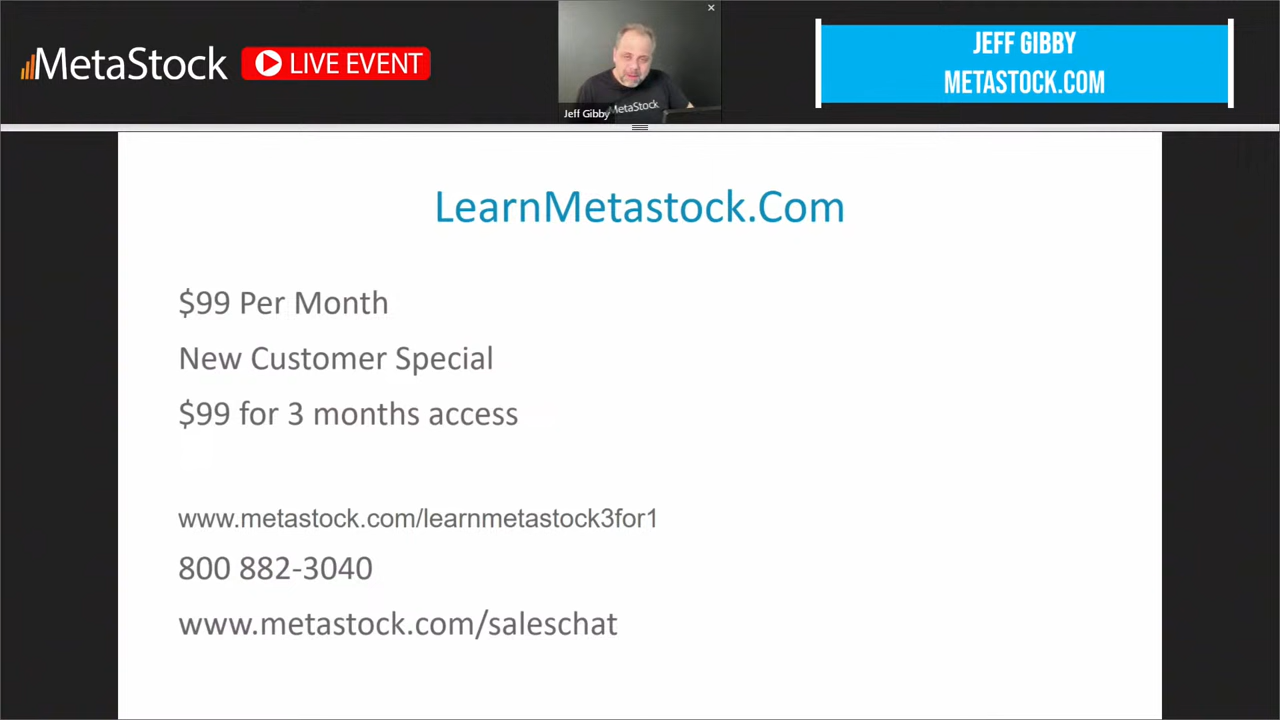 MetaStock
LIVE EVENT
MetaStock
Jeff Gibby
JEFF GIBBY
METASTOCK.COM
LearnMetastock.Com
$99 Per Month
New Customer Special
$99 for 3 months access
www.metastock.com/learnmetastock3for1
800 882-3040
www.metastock.com/saleschat